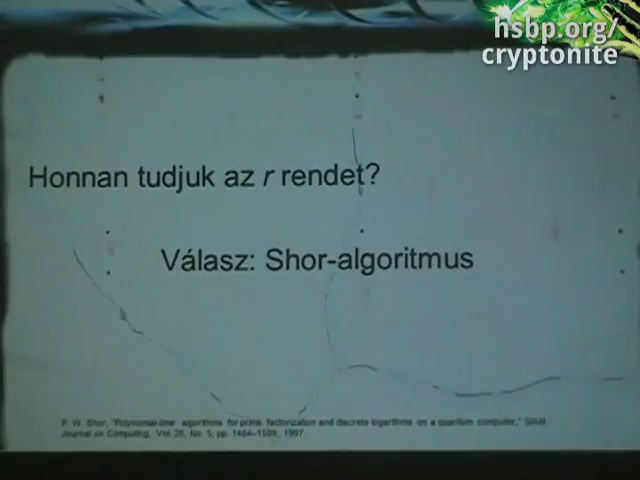 hsbp.org/
cryptonite
Honnan tudjuk az r rendet?
Válasz: Shor-algoritmus
P. W. Shor, "Polynomial-time algorithms for prime factorization and discrete logarithms on a quantum computer," SIAM
Journal on Computing, Vol. 26, No. 5, pp. 1484–1509, 1997.